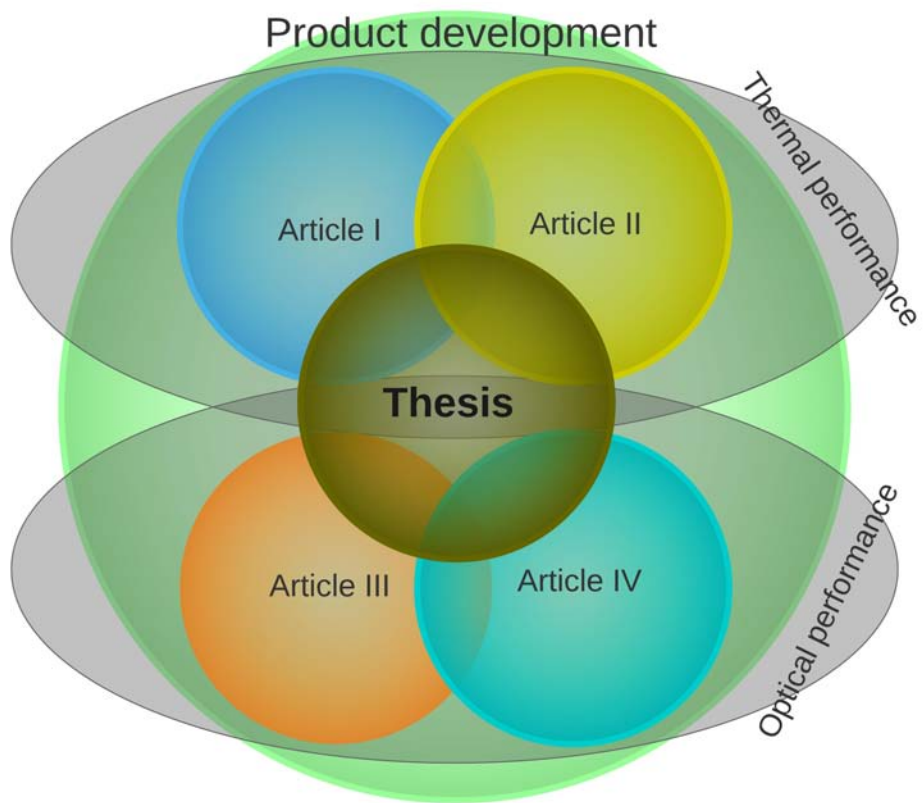 Product development
Thermal performance
Article I
Article II
Thesis
Article III
Article IV
Optical performance